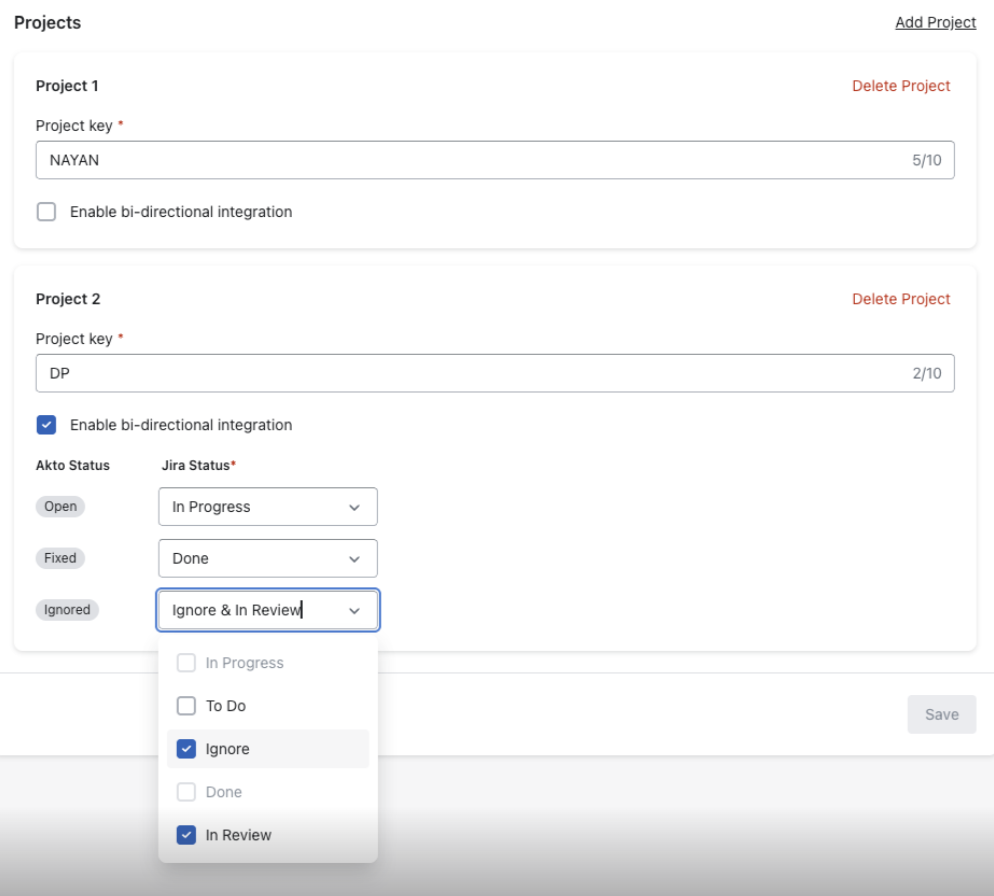 Projects Add Project
Project 1 Delete Project
Project key *
NAYAN 5/10
Enable bi-directional integration
Project 2 Delete Project
Project key *
DP 2/10
Enable bi-directional integration
Akto Status Jira Status*
Open In Progress
Fixed Done
Ignored Ignore & In Review
In Progress
To Do
Save
Ignore
Done
In Review